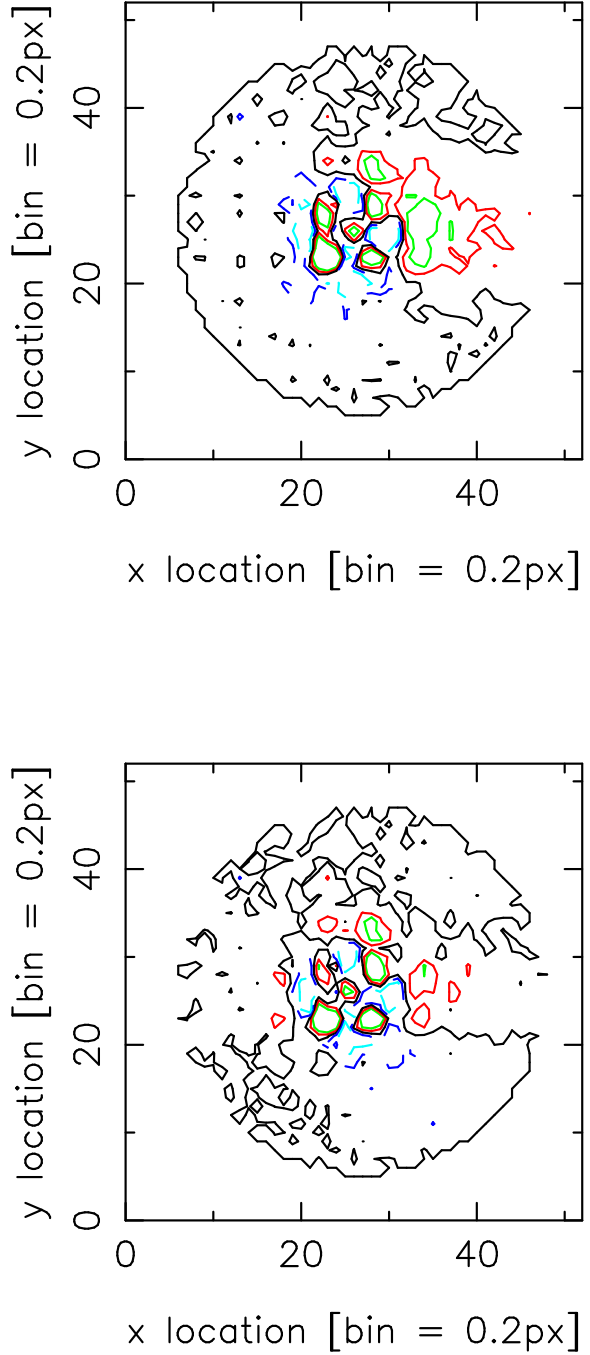 y location [bin = 0.2px]
40
20
0
0 20 40
x location [bin = 0.2px]
y location [bin = 0.2px]
40
20
0
0 20 40
x location [bin = 0.2px]